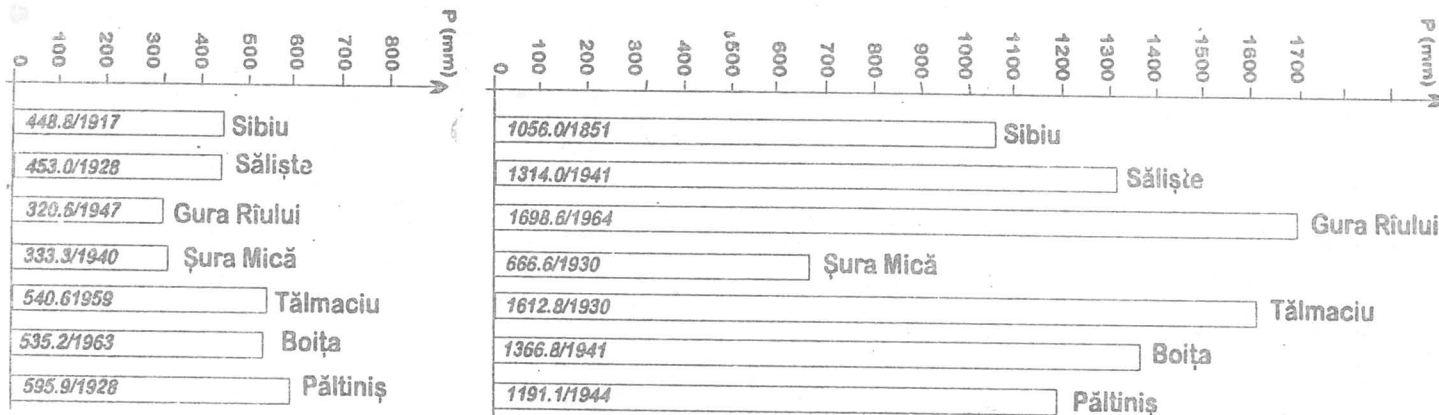 0 100 200 300 400 500 600 700 800 P (mm)
448.8/1917 Sibiu
453.0/1928 Săliște
320.6/1947 Gura Rîului
333.3/1940 Șura Mică
540.61959 Tălmaciu
535.2/1963 Boița
595.9/1928 Păltiniș
0 100 200 300 400 500 600 700 800 900 1000 1100 1200 1300 1400 1500 1600 1700 P (mm)
1056.0/1851 Sibiu
1314.0/1941 Săliște
1698.6/1964 Gura Rîului
666.6/1930 Șura Mică
1612.8/1930 Tălmaciu
1366.8/1941 Boița
1191.1/1944 Păltiniș